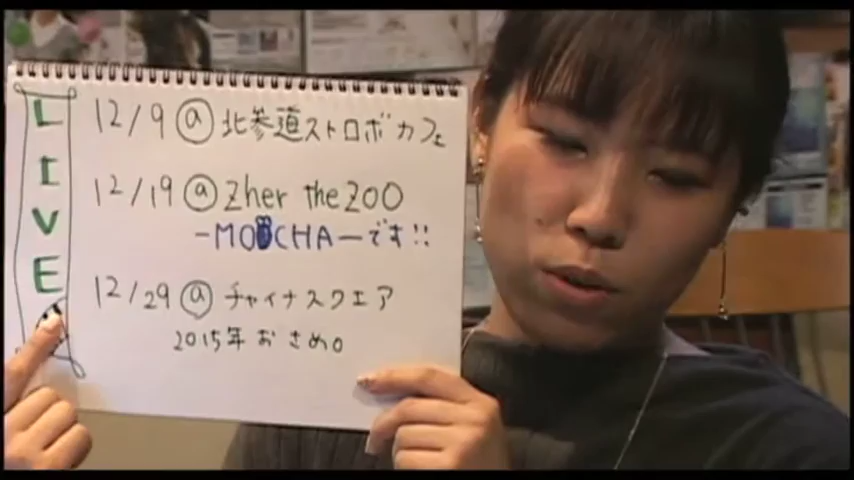 LIVE
12/9 @ 北参道ストロボカフェ
12/19 @ Zher the ZOO
-MOCHA-です!!
12/29 @ チャイナスクエア
2015年おさめ。